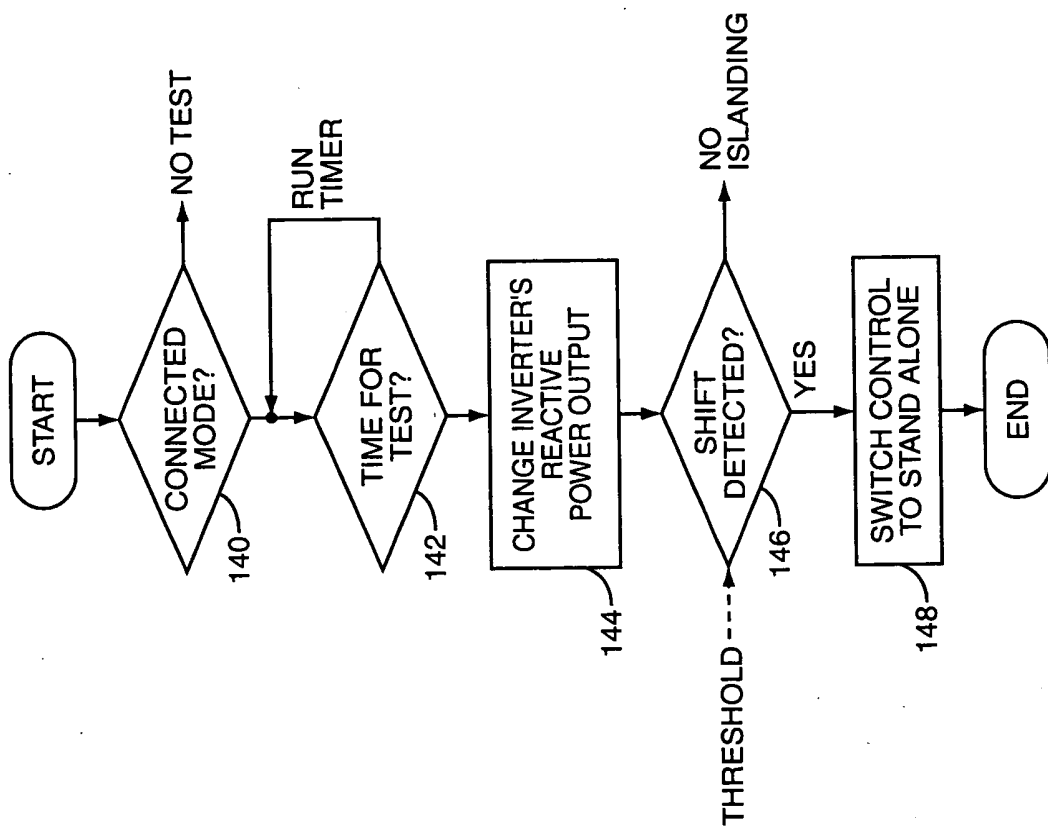 START
CONNECTED
MODE?
NO TEST
140
RUN
TIMER
TIME FOR
TEST?
142
CHANGE INVERTER'S
REACTIVE
POWER OUTPUT
144
SHIFT
DETECTED?
NO
ISLANDING
THRESHOLD
146
YES
SWITCH CONTROL
TO STAND ALONE
148
END